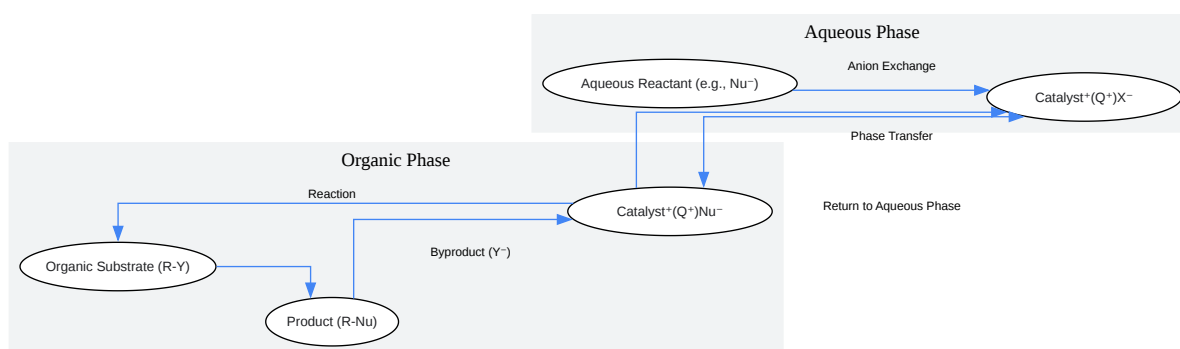 Aqueous Phase
Anion Exchange
Aqueous Reactant (e.g., Nu⁻)
Catalyst⁺(Q⁺)X⁻
Phase Transfer
Organic Phase
Reaction
Catalyst⁺(Q⁺)Nu⁻
Return to Aqueous Phase
Byproduct (Y⁻)
Organic Substrate (R-Y)
Product (R-Nu)